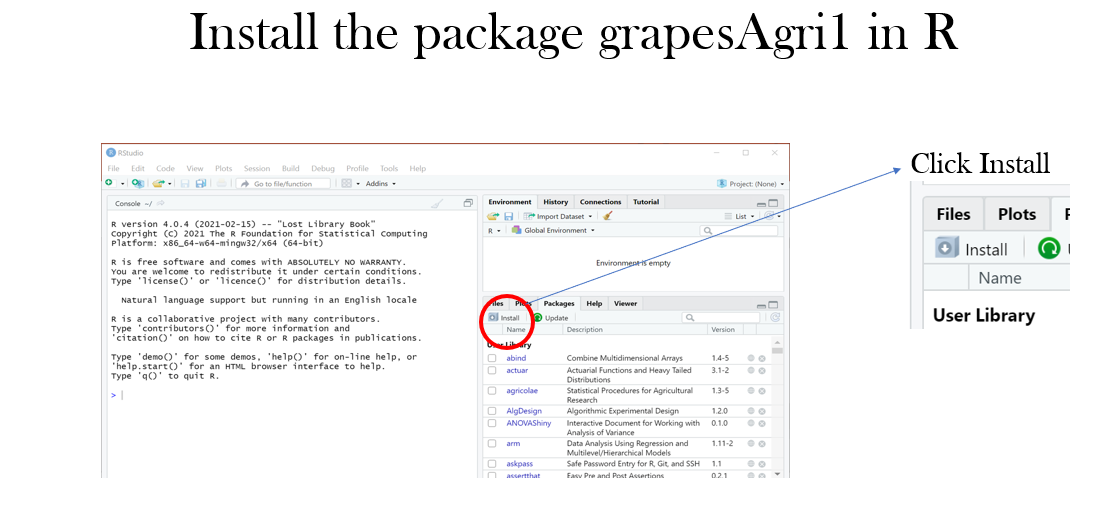 Install the package grapesAgri1 in R
RStudio
File Edit Code View Plots Session Build Debug Profile Tools Help
Go to file/function
Addins
Project: (None)
Console ~/
R version 4.0.4 (2021-02-15) -- "Lost Library Book"
Copyright (C) 2021 The R Foundation for Statistical Computing
Platform: x86_64-w64-mingw32/x64 (64-bit)
R is free software and comes with ABSOLUTELY NO WARRANTY.
You are welcome to redistribute it under certain conditions.
Type 'license()' or 'licence()' for distribution details.
Natural language support but running in an English locale
R is a collaborative project with many contributors.
Type 'contributors()' for more information and
'citation()' on how to cite R or R packages in publications.
Type 'demo()' for some demos, 'help()' for on-line help, or
'help.start()' for an HTML browser interface to help.
Type 'q()' to quit R.
>
Environment History Connections Tutorial
Import Dataset
List
R Global Environment
Environment is empty
Files Plots Packages Help Viewer
Install Update
Name Description Version
User Library
abind Combine Multidimensional Arrays 1.4-5
actuar Actuarial Functions and Heavy Tailed 3.1-2
Distributions
agricolae Statistical Procedures for Agricultural 1.3-5
Research
AlgDesign Algorithmic Experimental Design 1.2.0
ANOVAShiny Interactive Document for Working with 0.1.0
Analysis of Variance
arm Data Analysis Using Regression and 1.11-2
Multilevel/Hierarchical Models
askpass Safe Password Entry for R, Git, and SSH 1.1
assertthat Easy Pre and Post Assertions 0.2.1
Click Install
Files Plots
Install
Name
User Library